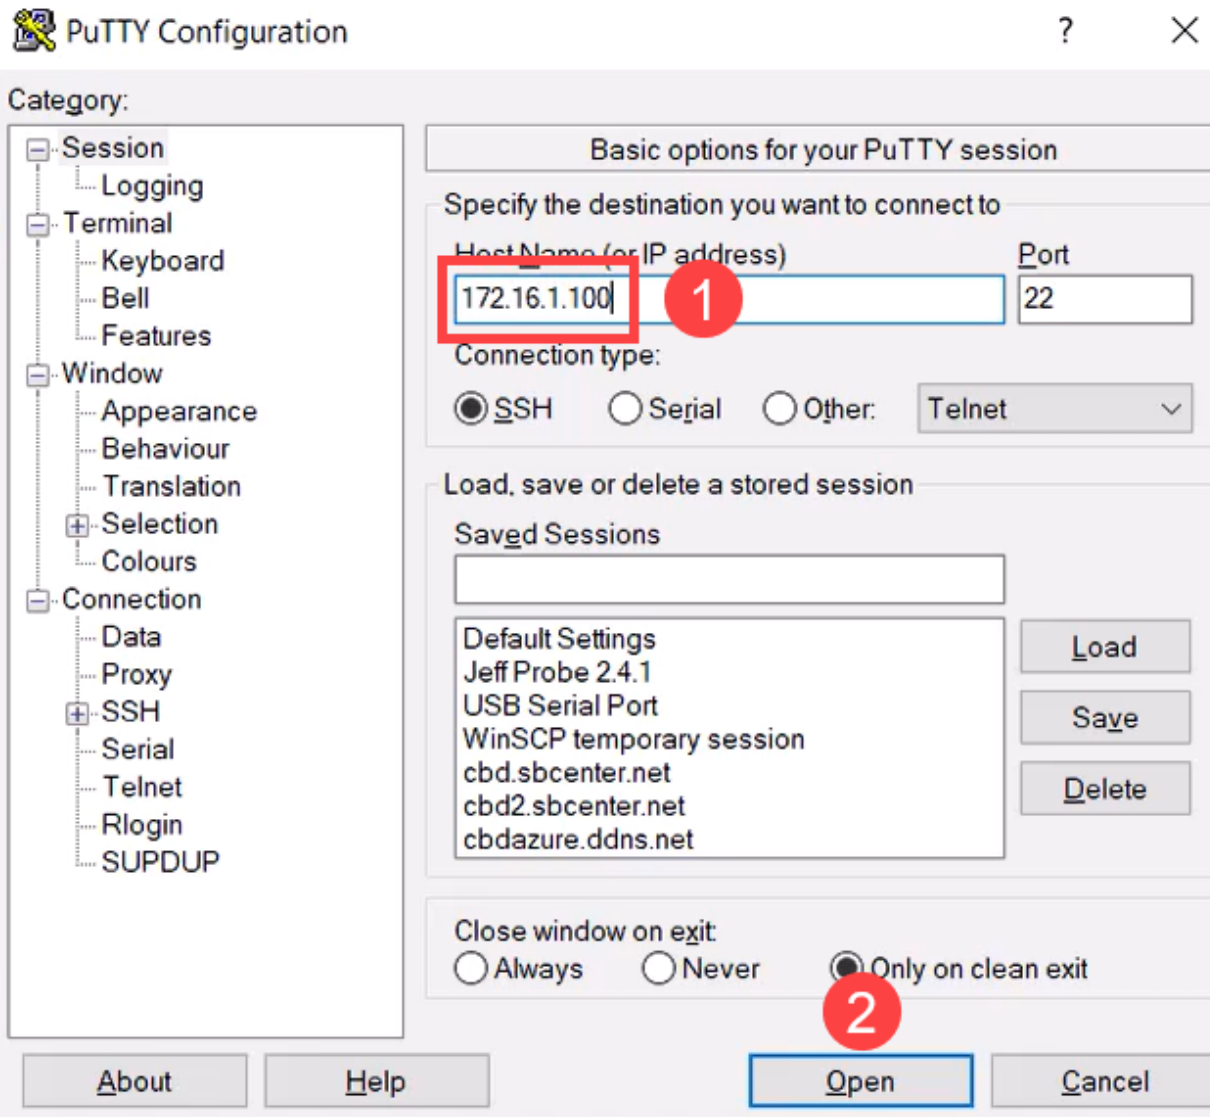 PuTTY Configuration
?
Category:
Session
Logging
Terminal
Keyboard
Bell
Features
Window
Appearance
Behaviour
Translation
Selection
Colours
Connection
Data
Proxy
SSH
Serial
Telnet
Rlogin
SUPDUP
Basic options for your PuTTY session
Specify the destination you want to connect to
Host Name (or IP address) Port
172.16.1.100 1 22
Connection type:
SSH Serial Other: Telnet
Load, save or delete a stored session
Saved Sessions
Default Settings
Jeff Probe 2.4.1
USB Serial Port
WinSCP temporary session
cbd.sbcenter.net
cbd2.sbcenter.net
cbdazure.ddns.net
Load
Save
Delete
Close window on exit:
Always Never Only on clean exit
2
About Help Open Cancel